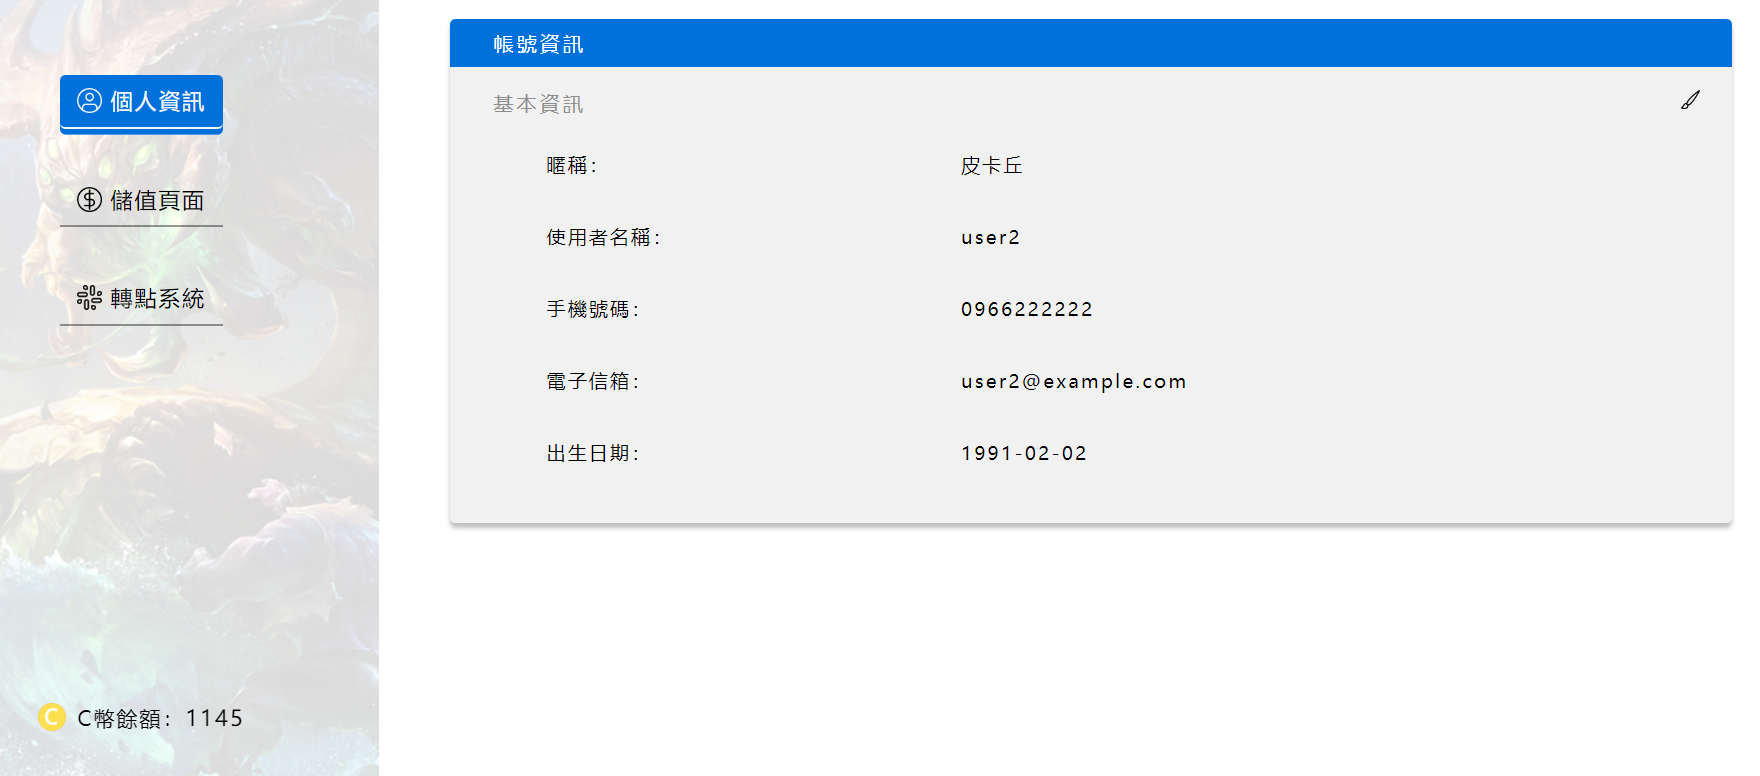 個人資訊
儲值頁面
轉點系統
C C幣餘額: 1145
帳號資訊
基本資訊
暱稱: 皮卡丘
使用者名稱: user2
手機號碼: 0966222222
電子信箱: user2@example.com
出生日期: 1991-02-02